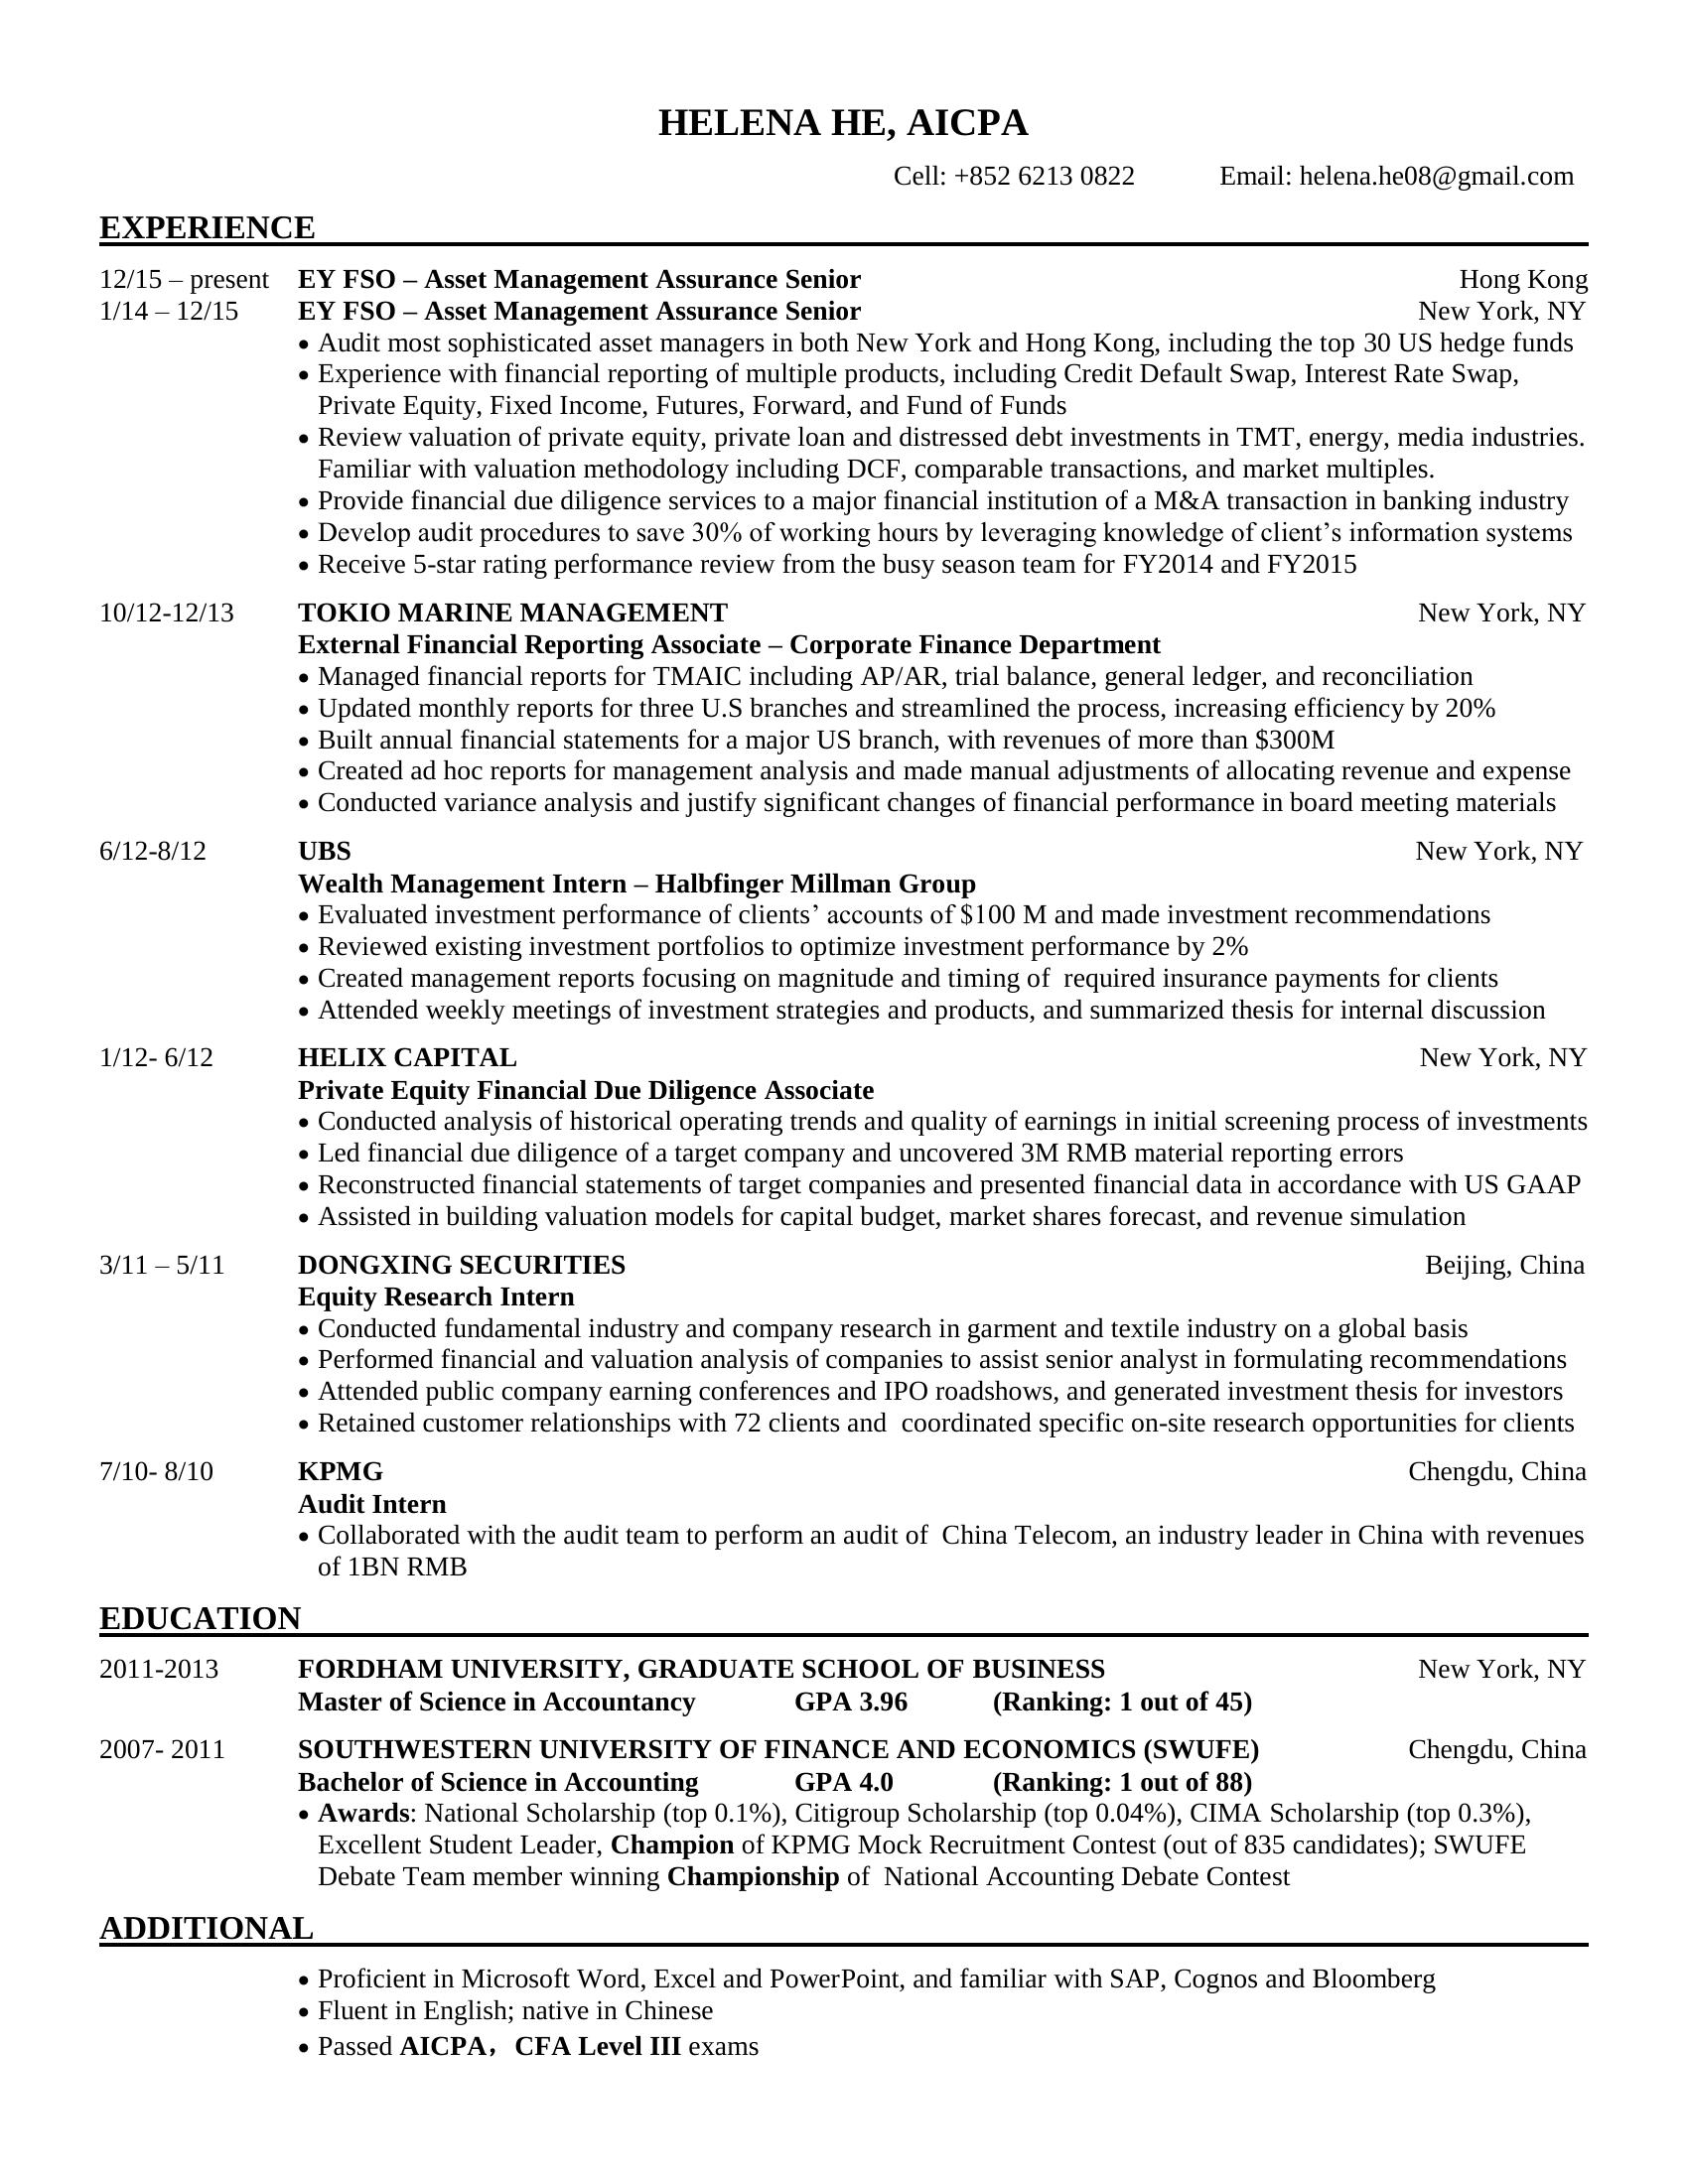 HELENA HE, AICPA
Cell: +852 6213 0822 Email: helena.he08@gmail.com
EXPERIENCE
12/15 – present EY FSO – Asset Management Assurance Senior Hong Kong
1/14 – 12/15 EY FSO – Asset Management Assurance Senior New York, NY
• Audit most sophisticated asset managers in both New York and Hong Kong, including the top 30 US hedge funds
• Experience with financial reporting of multiple products, including Credit Default Swap, Interest Rate Swap,
Private Equity, Fixed Income, Futures, Forward, and Fund of Funds
• Review valuation of private equity, private loan and distressed debt investments in TMT, energy, media industries.
Familiar with valuation methodology including DCF, comparable transactions, and market multiples.
• Provide financial due diligence services to a major financial institution of a M&A transaction in banking industry
• Develop audit procedures to save 30% of working hours by leveraging knowledge of client’s information systems
• Receive 5-star rating performance review from the busy season team for FY2014 and FY2015
10/12-12/13 TOKIO MARINE MANAGEMENT New York, NY
External Financial Reporting Associate – Corporate Finance Department
• Managed financial reports for TMAIC including AP/AR, trial balance, general ledger, and reconciliation
• Updated monthly reports for three U.S branches and streamlined the process, increasing efficiency by 20%
• Built annual financial statements for a major US branch, with revenues of more than $300M
• Created ad hoc reports for management analysis and made manual adjustments of allocating revenue and expense
• Conducted variance analysis and justify significant changes of financial performance in board meeting materials
6/12-8/12 UBS New York, NY
Wealth Management Intern – Halbfinger Millman Group
• Evaluated investment performance of clients’ accounts of $100 M and made investment recommendations
• Reviewed existing investment portfolios to optimize investment performance by 2%
• Created management reports focusing on magnitude and timing of required insurance payments for clients
• Attended weekly meetings of investment strategies and products, and summarized thesis for internal discussion
1/12- 6/12 HELIX CAPITAL New York, NY
Private Equity Financial Due Diligence Associate
• Conducted analysis of historical operating trends and quality of earnings in initial screening process of investments
• Led financial due diligence of a target company and uncovered 3M RMB material reporting errors
• Reconstructed financial statements of target companies and presented financial data in accordance with US GAAP
• Assisted in building valuation models for capital budget, market shares forecast, and revenue simulation
3/11 – 5/11 DONGXING SECURITIES Beijing, China
Equity Research Intern
• Conducted fundamental industry and company research in garment and textile industry on a global basis
• Performed financial and valuation analysis of companies to assist senior analyst in formulating recommendations
• Attended public company earning conferences and IPO roadshows, and generated investment thesis for investors
• Retained customer relationships with 72 clients and coordinated specific on-site research opportunities for clients
7/10- 8/10 KPMG Chengdu, China
Audit Intern
• Collaborated with the audit team to perform an audit of China Telecom, an industry leader in China with revenues
of 1BN RMB
EDUCATION
2011-2013 FORDHAM UNIVERSITY, GRADUATE SCHOOL OF BUSINESS New York, NY
Master of Science in Accountancy GPA 3.96 (Ranking: 1 out of 45)
2007- 2011 SOUTHWESTERN UNIVERSITY OF FINANCE AND ECONOMICS (SWUFE) Chengdu, China
Bachelor of Science in Accounting GPA 4.0 (Ranking: 1 out of 88)
• Awards: National Scholarship (top 0.1%), Citigroup Scholarship (top 0.04%), CIMA Scholarship (top 0.3%),
Excellent Student Leader, Champion of KPMG Mock Recruitment Contest (out of 835 candidates); SWUFE
Debate Team member winning Championship of National Accounting Debate Contest
ADDITIONAL
• Proficient in Microsoft Word, Excel and PowerPoint, and familiar with SAP, Cognos and Bloomberg
• Fluent in English; native in Chinese
• Passed AICPA，CFA Level III exams